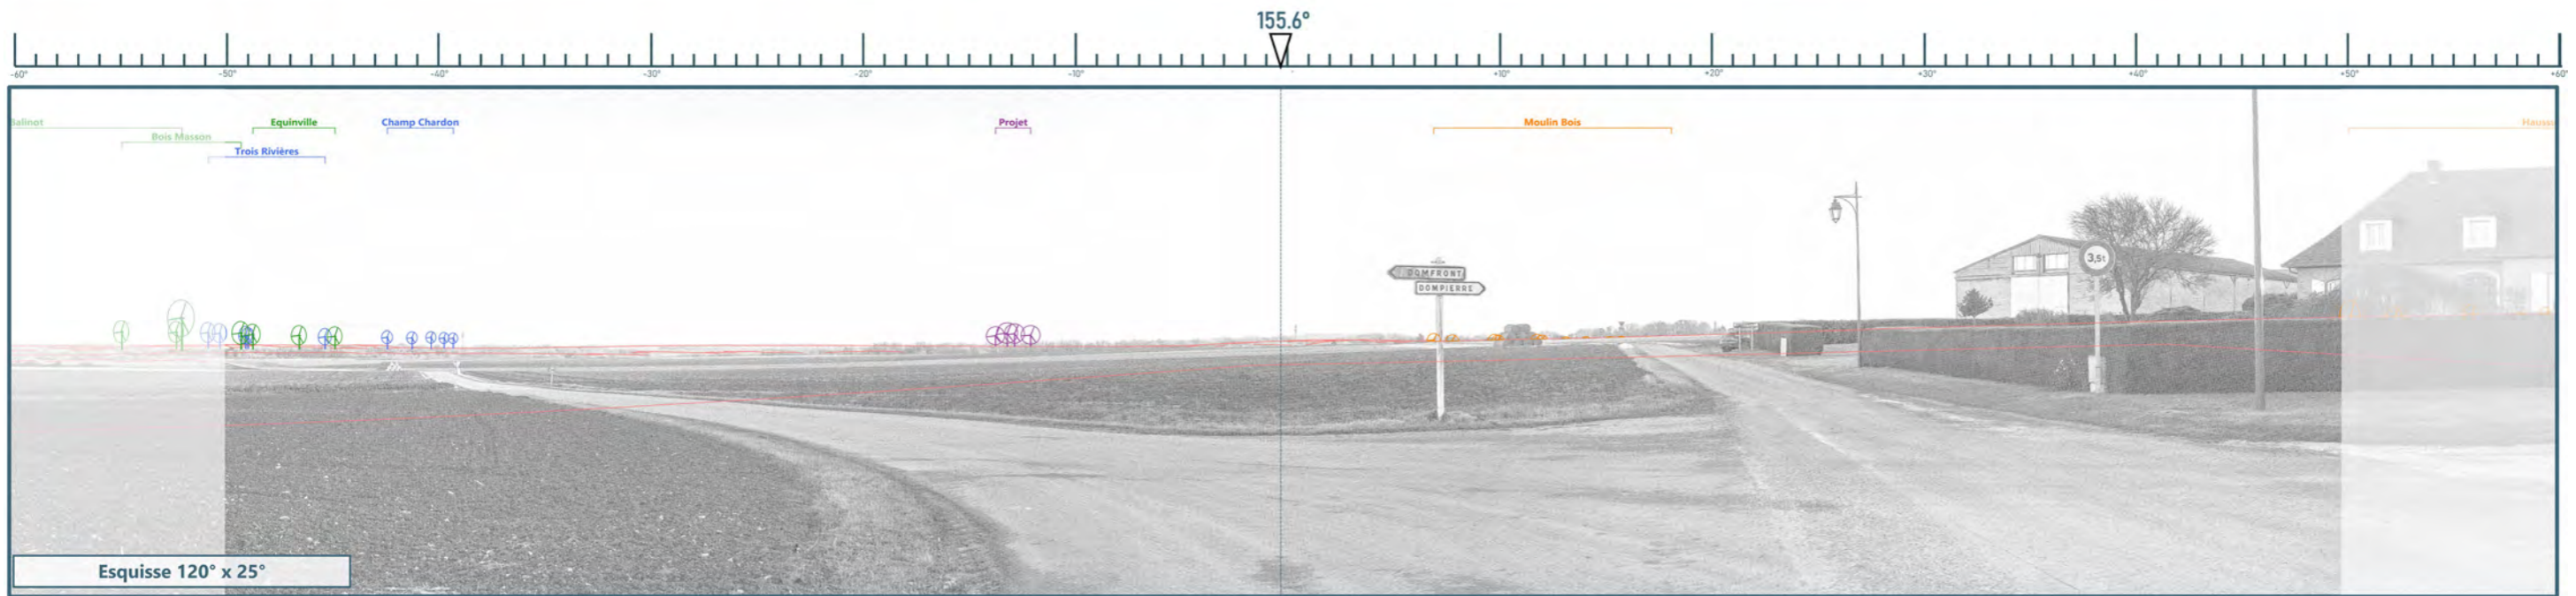 155.6°
-60° -50° -40° -30° -20° -10° +10° +20° +30° +40° +50° +60°
Equinville Champ Chardon Projet Moulin Bois
Balinot
Bois Masson
Trois Rivières
DOMFRONT
DOMPIERRE
3,5t
Esquisse 120° x 25°